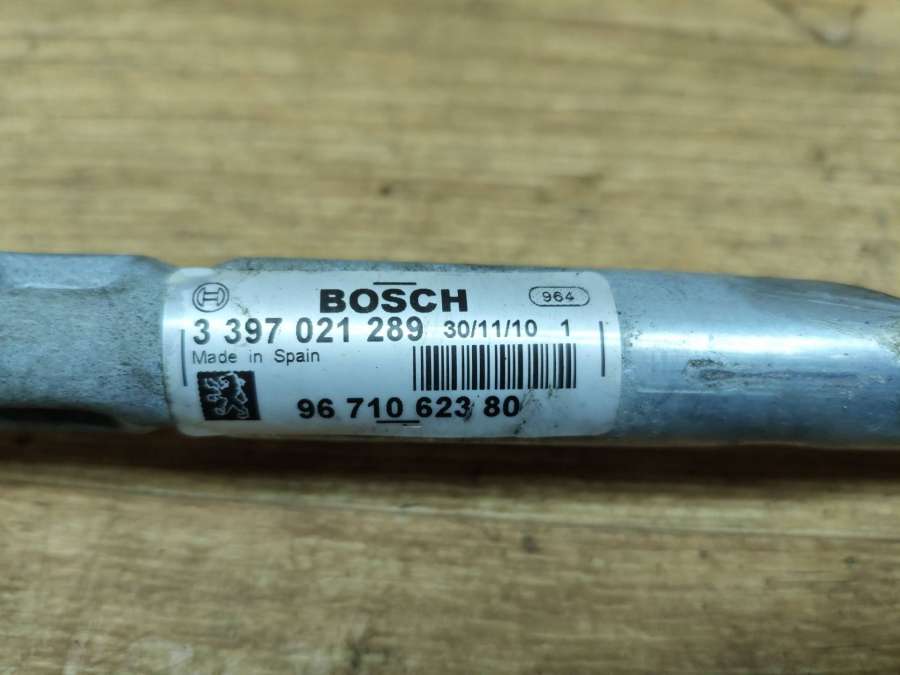 BOSCH 964
3 397 021 289 30/11/10 1
Made in Spain
96 710 623 80